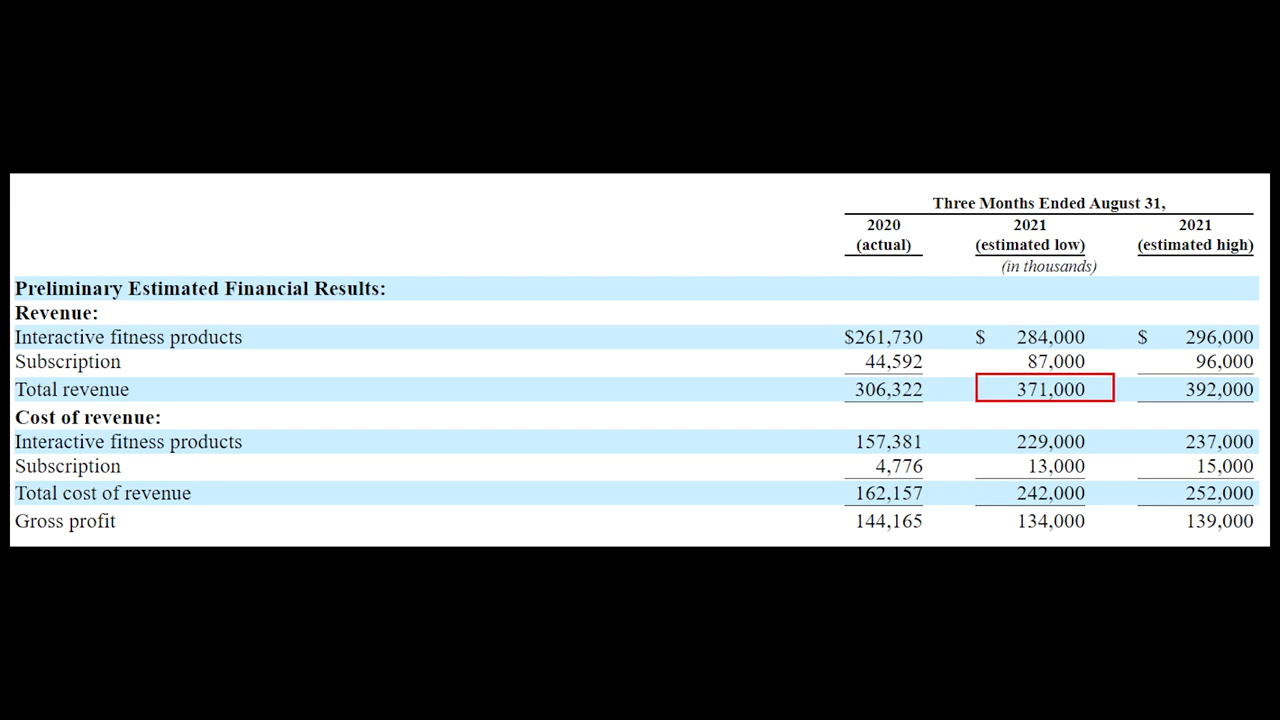 Three Months Ended August 31,
2020 2021 2021
(actual) (estimated low) (estimated high)
(in thousands)
Preliminary Estimated Financial Results:
Revenue:
Interactive fitness products $261,730 $ 284,000 $ 296,000
Subscription 44,592 87,000 96,000
Total revenue 306,322 371,000 392,000
Cost of revenue:
Interactive fitness products 157,381 229,000 237,000
Subscription 4,776 13,000 15,000
Total cost of revenue 162,157 242,000 252,000
Gross profit 144,165 134,000 139,000